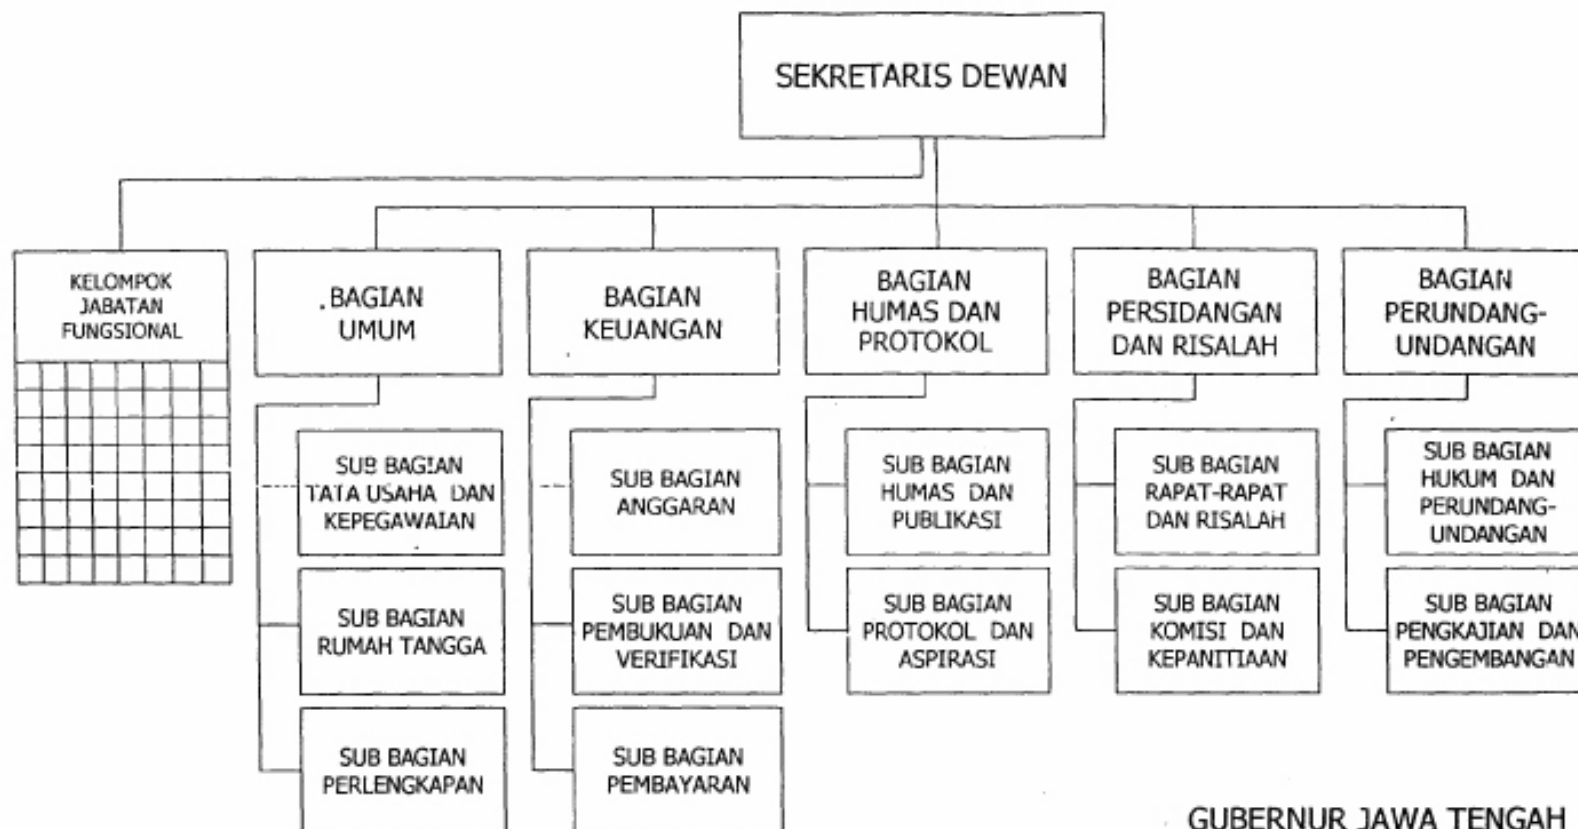 SEKRETARIS DEWAN
KELOMPOK
JABATAN
FUNGSIONAL
BAGIAN
UMUM
BAGIAN
KEUANGAN
BAGIAN
HUMAS DAN
PROTOKOL
BAGIAN
PERSIDANGAN
DAN RISALAH
BAGIAN
PERUNDANG-
UNDANGAN
SUB BAGIAN
TATA USAHA DAN
KEPEGAWAIAN
SUB BAGIAN
ANGGARAN
SUB BAGIAN
HUMAS DAN
PUBLIKASI
SUB BAGIAN
RAPAT-RAPAT
DAN RISALAH
SUB BAGIAN
HUKUM DAN
PERUNDANG-
UNDANGAN
SUB BAGIAN
RUMAH TANGGA
SUB BAGIAN
PEMBUKUAN DAN
VERIFIKASI
SUB BAGIAN
PROTOKOL DAN
ASPIRASI
SUB BAGIAN
KOMISI DAN
KEPANITIAAN
SUB BAGIAN
PENGKAJIAN DAN
PENGEMBANGAN
SUB BAGIAN
PERLENGKAPAN
SUB BAGIAN
PEMBAYARAN
GUBERNUR JAWA TENGAH